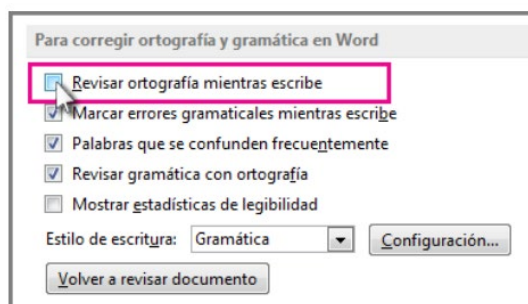 Para corregir ortografía y gramática en Word
Revisar ortografía mientras escribe
Marcar errores gramaticales mientras escribe
Palabras que se confunden frecuentemente
Revisar gramática con ortografía
Mostrar estadísticas de legibilidad
Estilo de escritura: Gramática Configuración...
Volver a revisar documento